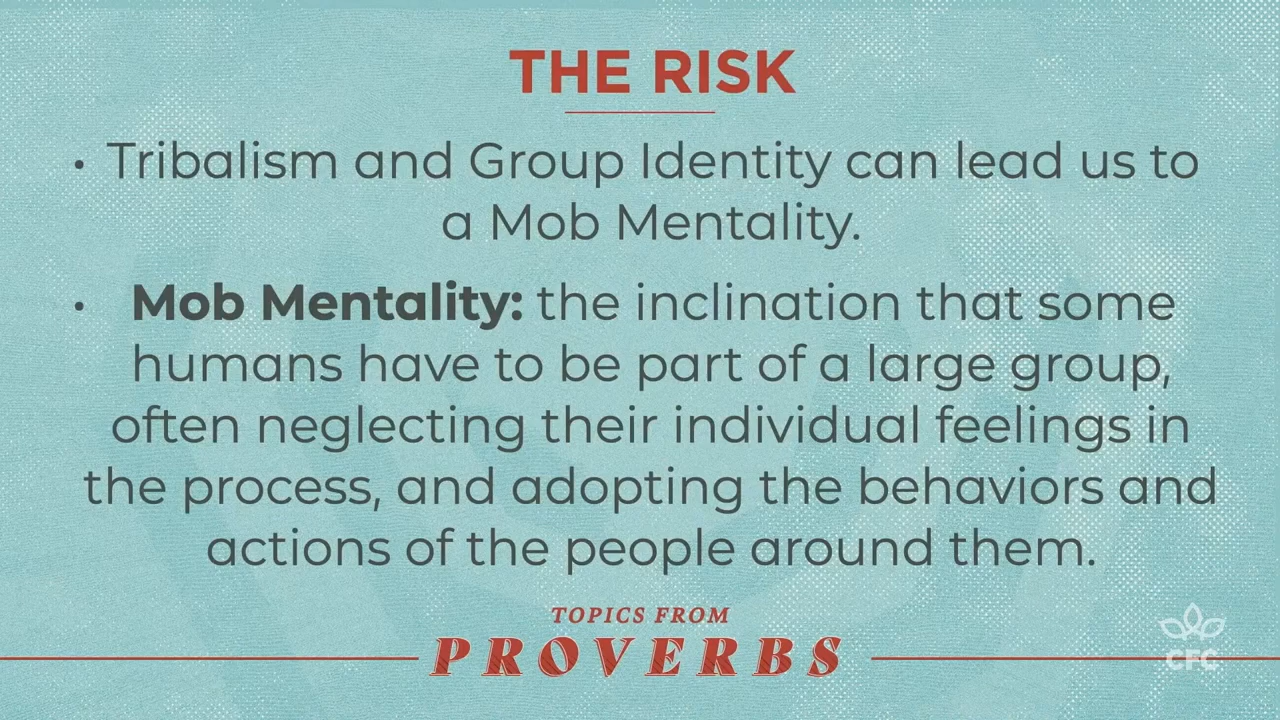 THE RISK
• Tribalism and Group Identity can lead us to
a Mob Mentality.
• Mob Mentality: the inclination that some
humans have to be part of a large group,
often neglecting their individual feelings in
the process, and adopting the behaviors and
actions of the people around them.
TOPICS FROM
PROVERBS
CFC